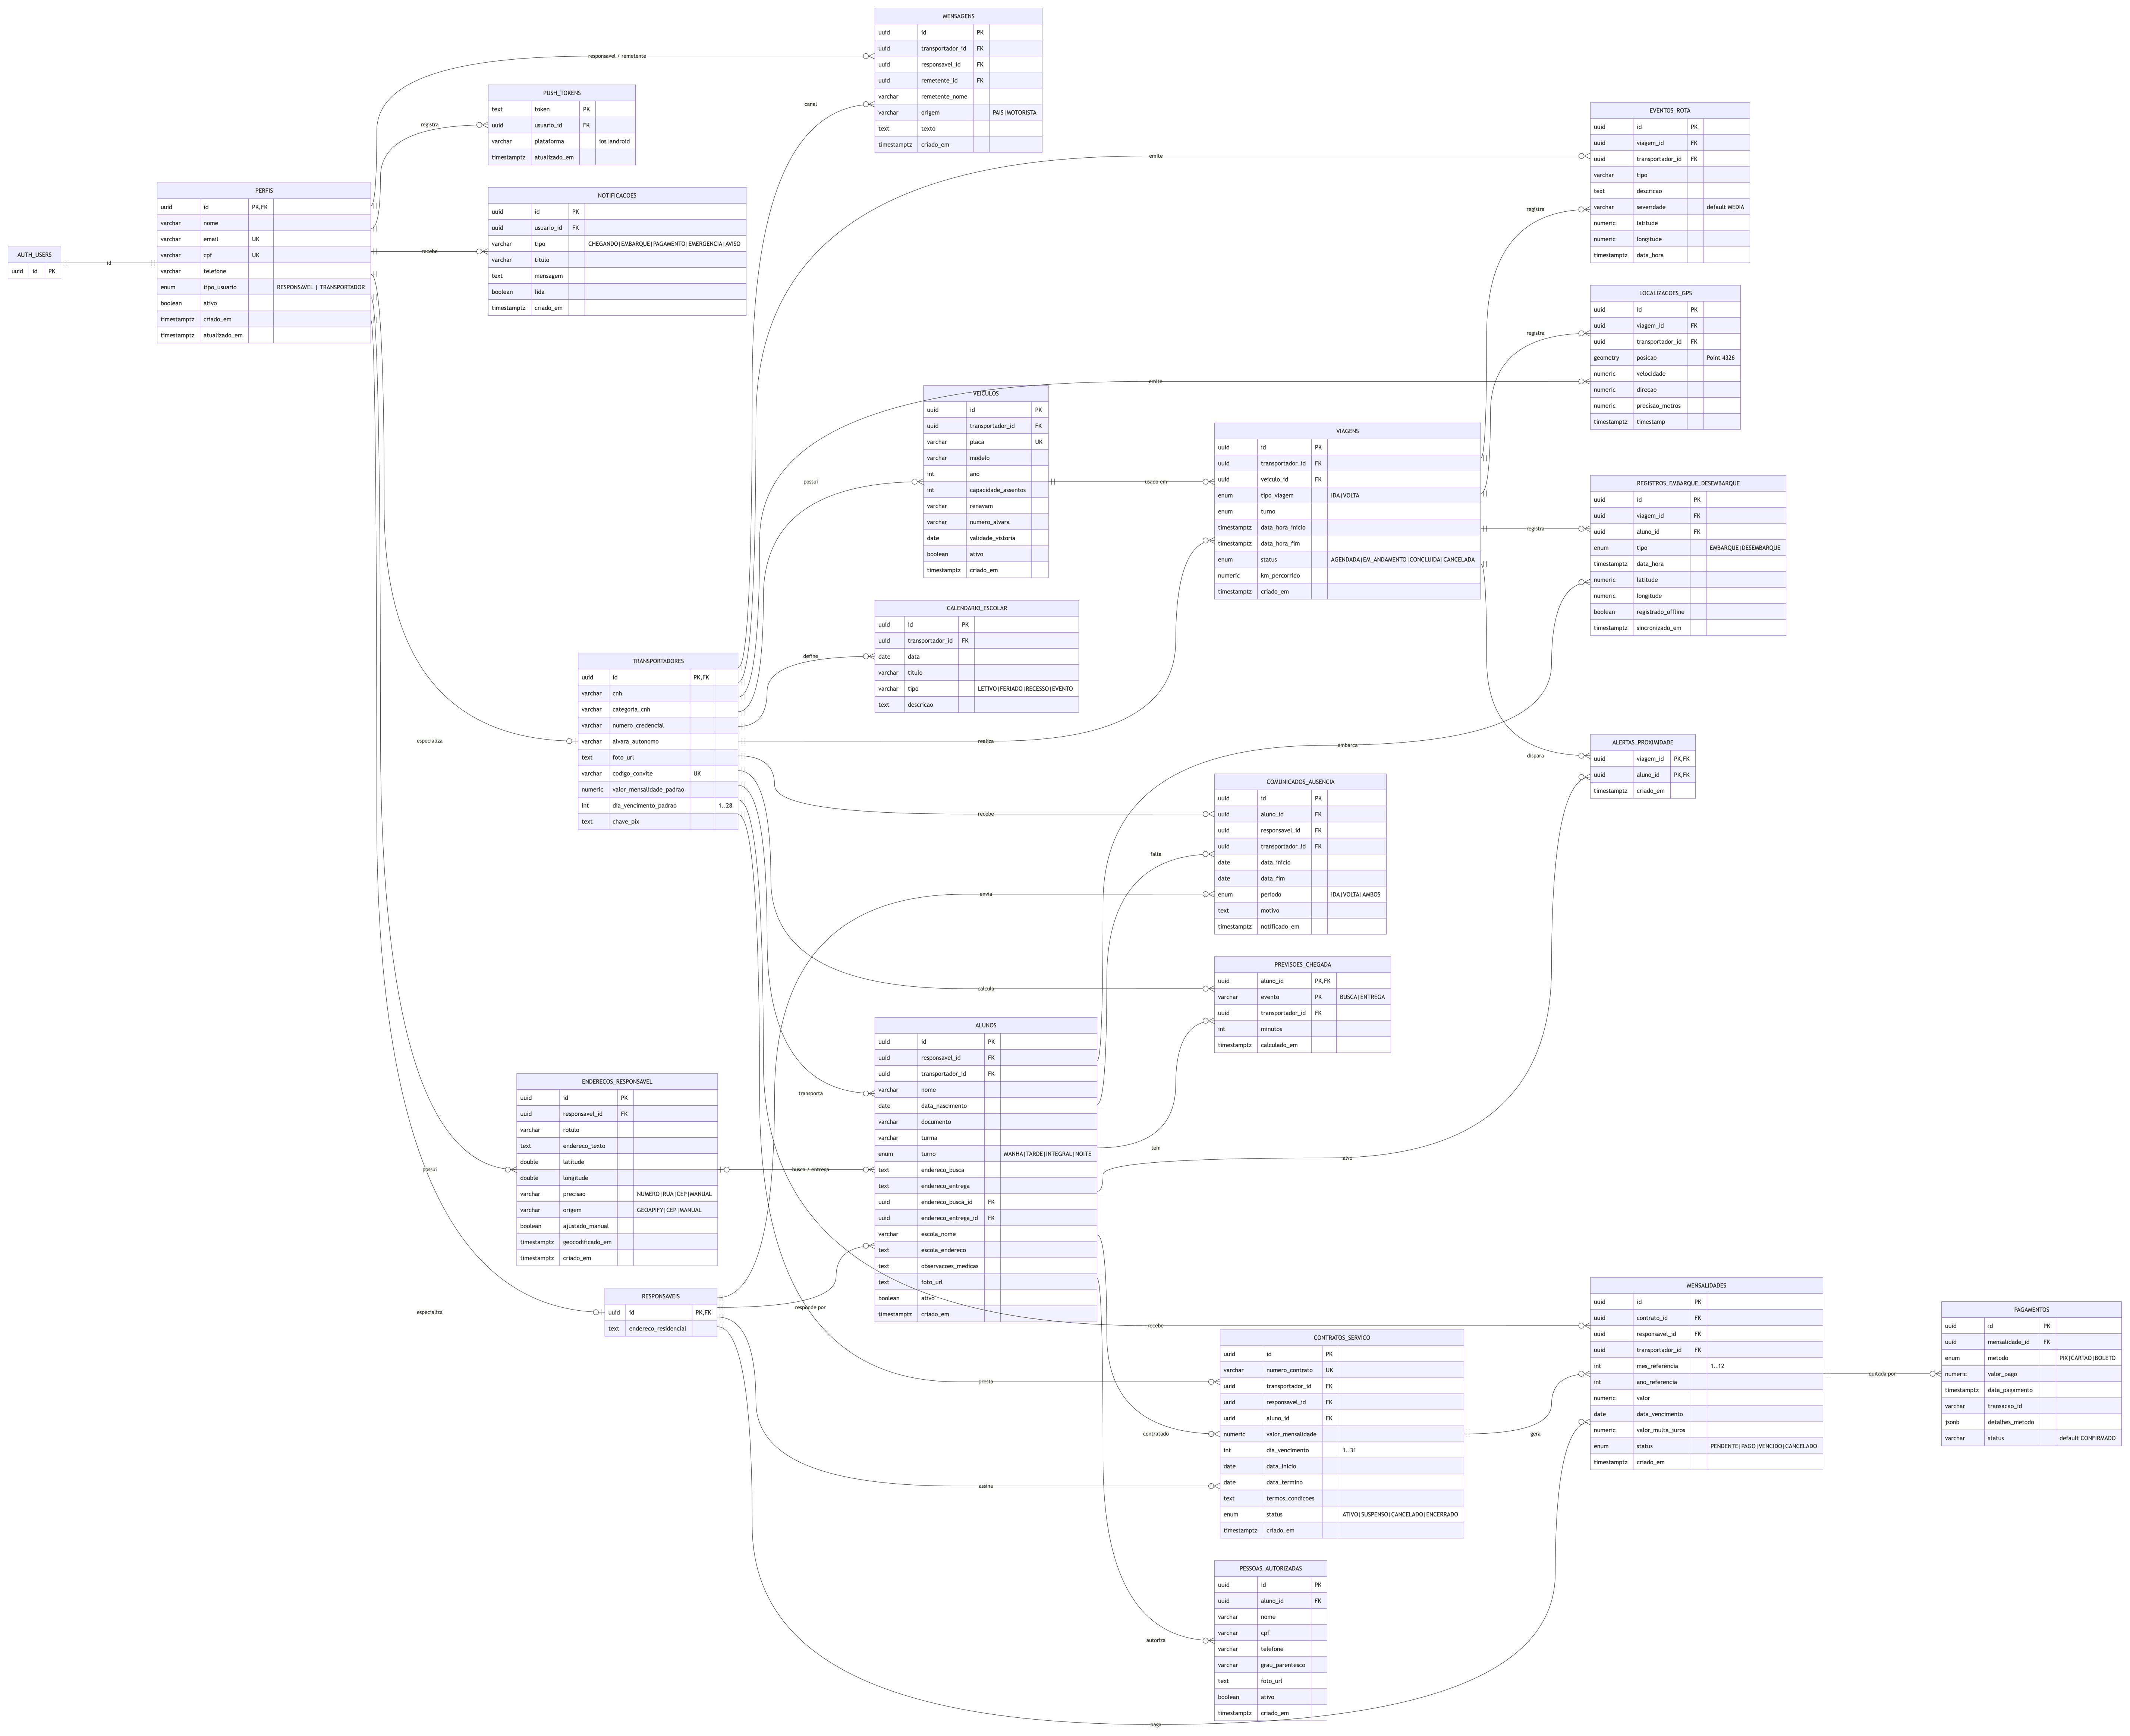 AUTH_USERS
uuid id PK
id
PERFIS
uuid id PK,FK
varchar nome
varchar email UK
varchar cpf UK
varchar telefone
enum tipo_usuario RESPONSAVEL | TRANSPORTADOR
boolean ativo
timestamptz criado_em
timestamptz atualizado_em
responsavel / remetente
registra
recebe
especializa
possui
especializa
PUSH_TOKENS
text token PK
uuid usuario_id FK
varchar plataforma ios|android
timestamptz atualizado_em
NOTIFICACOES
uuid id PK
uuid usuario_id FK
varchar tipo CHEGANDO|EMBARQUE|PAGAMENTO|EMERGENCIA|AVISO
varchar titulo
text mensagem
boolean lida
timestamptz criado_em
TRANSPORTADORES
uuid id PK,FK
varchar cnh
varchar categoria_cnh
varchar numero_credencial
varchar alvara_autonomo
text foto_url
varchar codigo_convite UK
numeric valor_mensalidade_padrao
int dia_vencimento_padrao 1..28
text chave_pix
ENDERECOS_RESPONSAVEL
uuid id PK
uuid responsavel_id FK
varchar rotulo
text endereco_texto
double latitude
double longitude
varchar precisao NUMERO|RUA|CEP|MANUAL
varchar origem GEOAPIFY|CEP|MANUAL
boolean ajustado_manual
timestamptz geocodificado_em
timestamptz criado_em
RESPONSAVEIS
uuid id PK,FK
text endereco_residencial
canal
emite
emite
possui
define
realiza
recebe
envia
calcula
transporta
busca / entrega
responde por
recebe
presta
assina
paga
MENSAGENS
uuid id PK
uuid transportador_id FK
uuid responsavel_id FK
uuid remetente_id FK
varchar remetente_nome
varchar origem PAIS|MOTORISTA
text texto
timestamptz criado_em
VEICULOS
uuid id PK
uuid transportador_id FK
varchar placa UK
varchar modelo
int ano
int capacidade_assentos
varchar renavam
varchar numero_alvara
date validade_vistoria
boolean ativo
timestamptz criado_em
usado em
CALENDARIO_ESCOLAR
uuid id PK
uuid transportador_id FK
date data
varchar titulo
varchar tipo LETIVO|FERIADO|RECESSO|EVENTO
text descricao
ALUNOS
uuid id PK
uuid responsavel_id FK
uuid transportador_id FK
varchar nome
date data_nascimento
varchar documento
varchar turma
enum turno MANHA|TARDE|INTEGRAL|NOITE
text endereco_busca
text endereco_entrega
uuid endereco_busca_id FK
uuid endereco_entrega_id FK
varchar escola_nome
text escola_endereco
text observacoes_medicas
text foto_url
boolean ativo
timestamptz criado_em
embarca
falta
tem
alvo
contratado
autoriza
VIAGENS
uuid id PK
uuid transportador_id FK
uuid veiculo_id FK
enum tipo_viagem IDA|VOLTA
enum turno
timestamptz data_hora_inicio
timestamptz data_hora_fim
enum status AGENDADA|EM_ANDAMENTO|CONCLUIDA|CANCELADA
numeric km_percorrido
timestamptz criado_em
registra
registra
registra
dispara
COMUNICADOS_AUSENCIA
uuid id PK
uuid aluno_id FK
uuid responsavel_id FK
uuid transportador_id FK
date data_inicio
date data_fim
enum periodo IDA|VOLTA|AMBOS
text motivo
timestamptz notificado_em
PREVISOES_CHEGADA
uuid aluno_id PK,FK
varchar evento PK BUSCA|ENTREGA
uuid transportador_id FK
int minutos
timestamptz calculado_em
CONTRATOS_SERVICO
uuid id PK
varchar numero_contrato UK
uuid transportador_id FK
uuid responsavel_id FK
uuid aluno_id FK
numeric valor_mensalidade
int dia_vencimento 1..31
date data_inicio
date data_termino
text termos_condicoes
enum status ATIVO|SUSPENSO|CANCELADO|ENCERRADO
timestamptz criado_em
gera
PESSOAS_AUTORIZADAS
uuid id PK
uuid aluno_id FK
varchar nome
varchar cpf
varchar telefone
varchar grau_parentesco
text foto_url
boolean ativo
timestamptz criado_em
EVENTOS_ROTA
uuid id PK
uuid viagem_id FK
uuid transportador_id FK
varchar tipo
text descricao
varchar severidade default MEDIA
numeric latitude
numeric longitude
timestamptz data_hora
LOCALIZACOES_GPS
uuid id PK
uuid viagem_id FK
uuid transportador_id FK
geometry posicao Point 4326
numeric velocidade
numeric direcao
numeric precisao_metros
timestamptz timestamp
REGISTROS_EMBARQUE_DESEMBARQUE
uuid id PK
uuid viagem_id FK
uuid aluno_id FK
enum tipo EMBARQUE|DESEMBARQUE
timestamptz data_hora
numeric latitude
numeric longitude
boolean registrado_offline
timestamptz sincronizado_em
ALERTAS_PROXIMIDADE
uuid viagem_id PK,FK
uuid aluno_id PK,FK
timestamptz criado_em
MENSALIDADES
uuid id PK
uuid contrato_id FK
uuid responsavel_id FK
uuid transportador_id FK
int mes_referencia 1..12
int ano_referencia
numeric valor
date data_vencimento
numeric valor_multa_juros
enum status PENDENTE|PAGO|VENCIDO|CANCELADO
timestamptz criado_em
quitada por
PAGAMENTOS
uuid id PK
uuid mensalidade_id FK
enum metodo PIX|CARTAO|BOLETO
numeric valor_pago
timestamptz data_pagamento
varchar transacao_id
jsonb detalhes_metodo
varchar status default CONFIRMADO